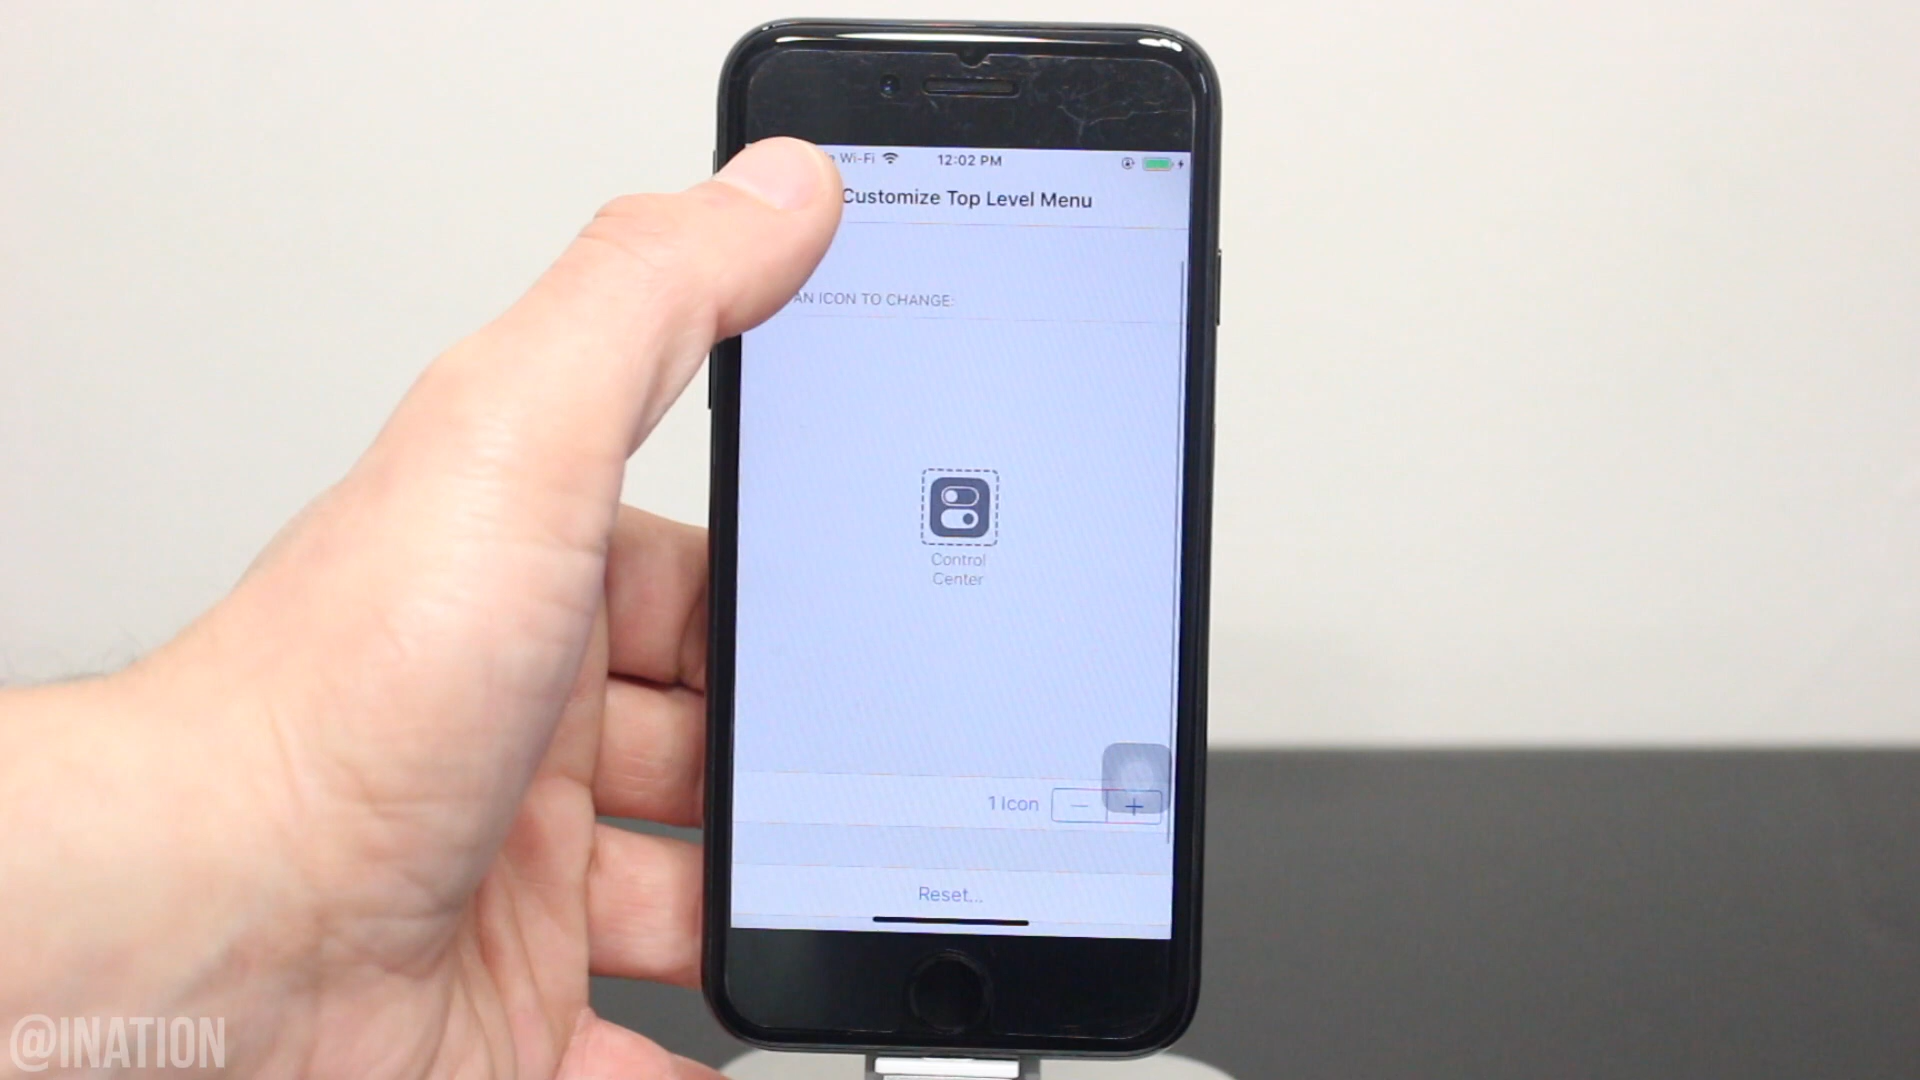 Wi-Fi 12:02 PM
Customize Top Level Menu
AN ICON TO CHANGE:
Control
Center
1 Icon
Reset...
@INATION